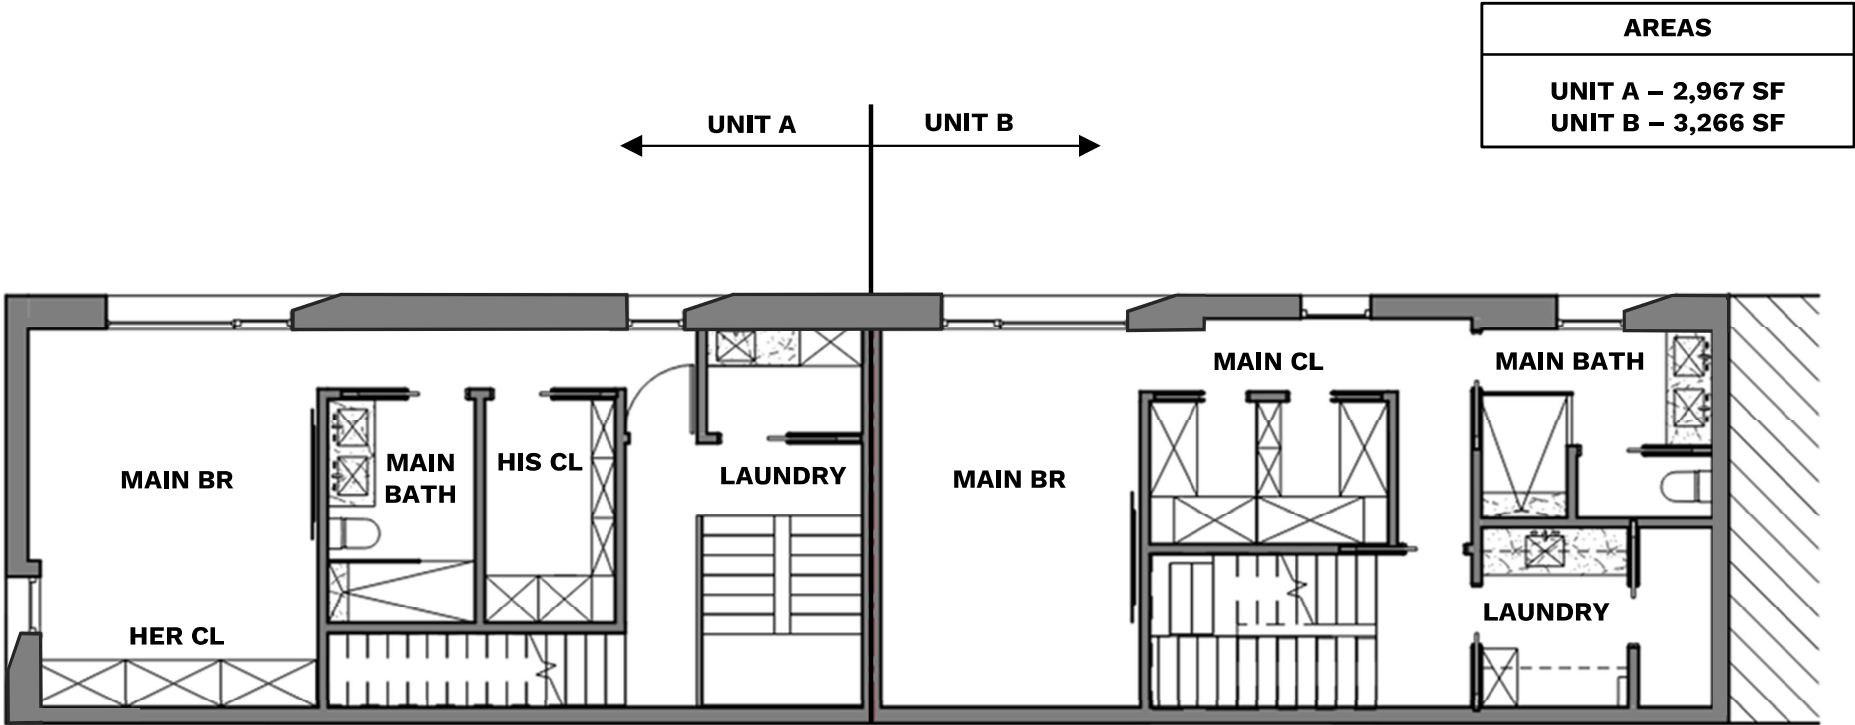 AREAS
UNIT A – 2,967 SF
UNIT B – 3,266 SF
UNIT A
UNIT B
MAIN CL
MAIN BATH
MAIN BR
MAIN
BATH
HIS CL
LAUNDRY
MAIN BR
HER CL
LAUNDRY